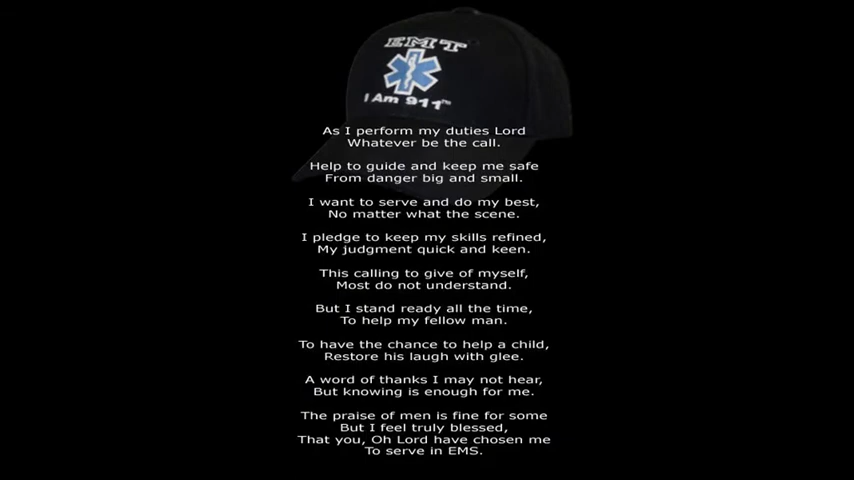 EMT
I Am 911™
As I perform my duties Lord
Whatever be the call.
Help to guide and keep me safe
From danger big and small.
I want to serve and do my best,
No matter what the scene.
I pledge to keep my skills refined,
My judgment quick and keen.
This calling to give of myself,
Most do not understand.
But I stand ready all the time,
To help my fellow man.
To have the chance to help a child,
Restore his laugh with glee.
A word of thanks I may not hear,
But knowing is enough for me.
The praise of men is fine for some
But I feel truly blessed,
That you, Oh Lord have chosen me
To serve in EMS.